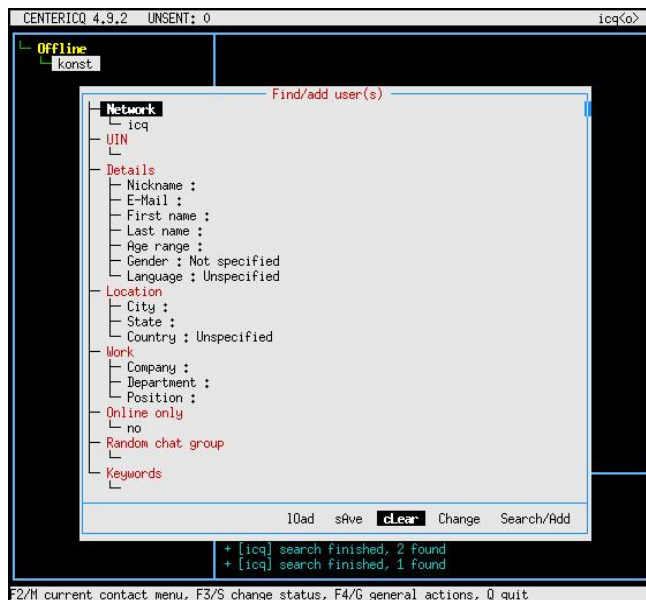 CENTERICQ 4.9.2 UNSENT: 0 icq<o>
Offline
konst
Find/add user(s)
Network
icq
UIN
Details
Nickname :
E-Mail :
First name :
Last name :
Age range :
Gender : Not specified
Language : Unspecified
Location
City :
State :
Country : Unspecified
Work
Company :
Department :
Position :
Online only
no
Random chat group
Keywords
lOad sAve cLear Change Search/Add
+ [icq] search finished, 2 found
+ [icq] search finished, 1 found
F2/M current contact menu, F3/S change status, F4/G general actions, Q quit